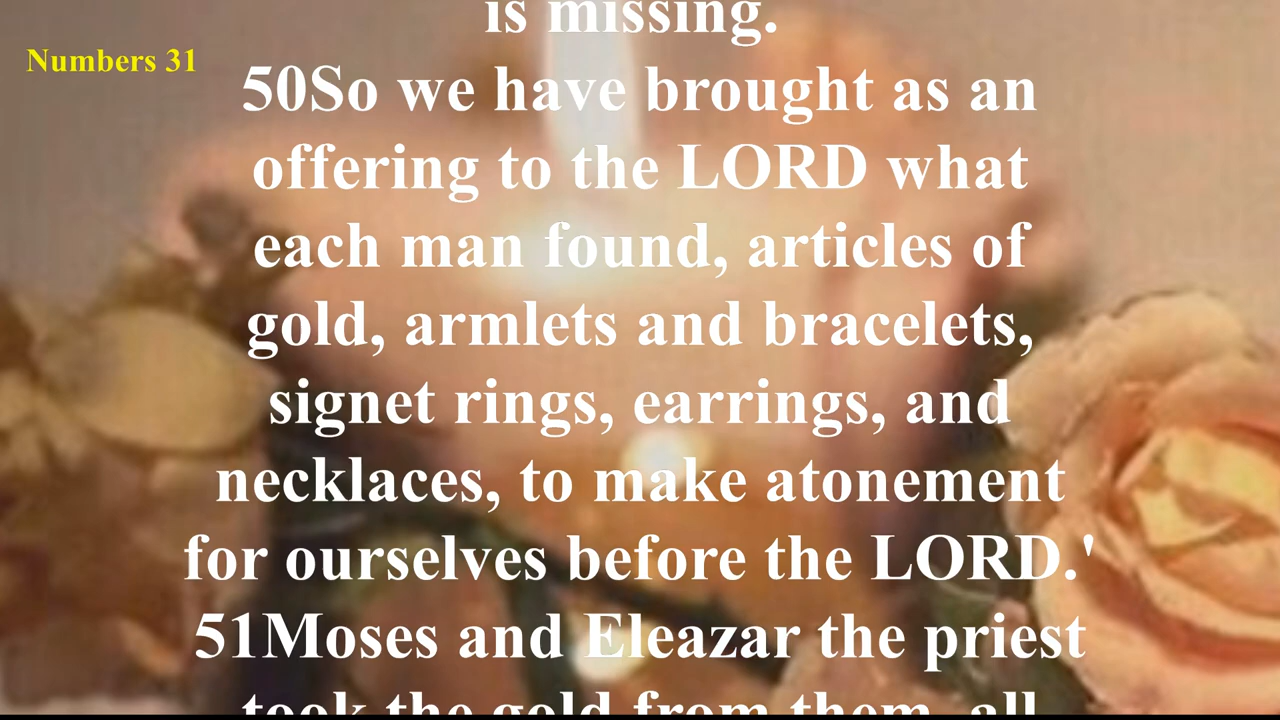 is missing.
Numbers 31
50So we have brought as an
offering to the LORD what
each man found, articles of
gold, armlets and bracelets,
signet rings, earrings, and
necklaces, to make atonement
for ourselves before the LORD.'
51Moses and Eleazar the priest
took the gold from them, all